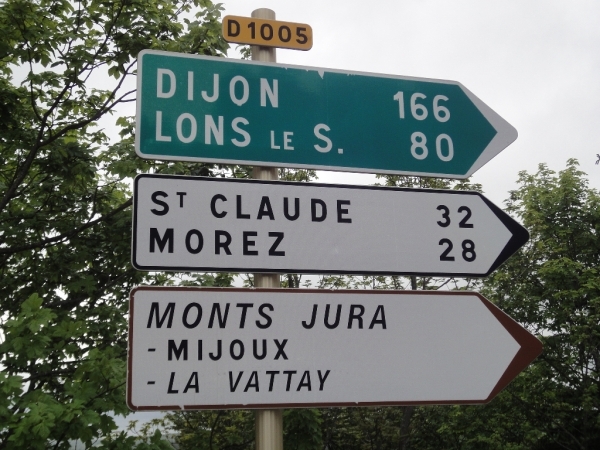 D1005
DIJON 166
LONS LE S. 80
ST CLAUDE 32
MOREZ 28
MONTS JURA
- MIJOUX
- LA VATTAY